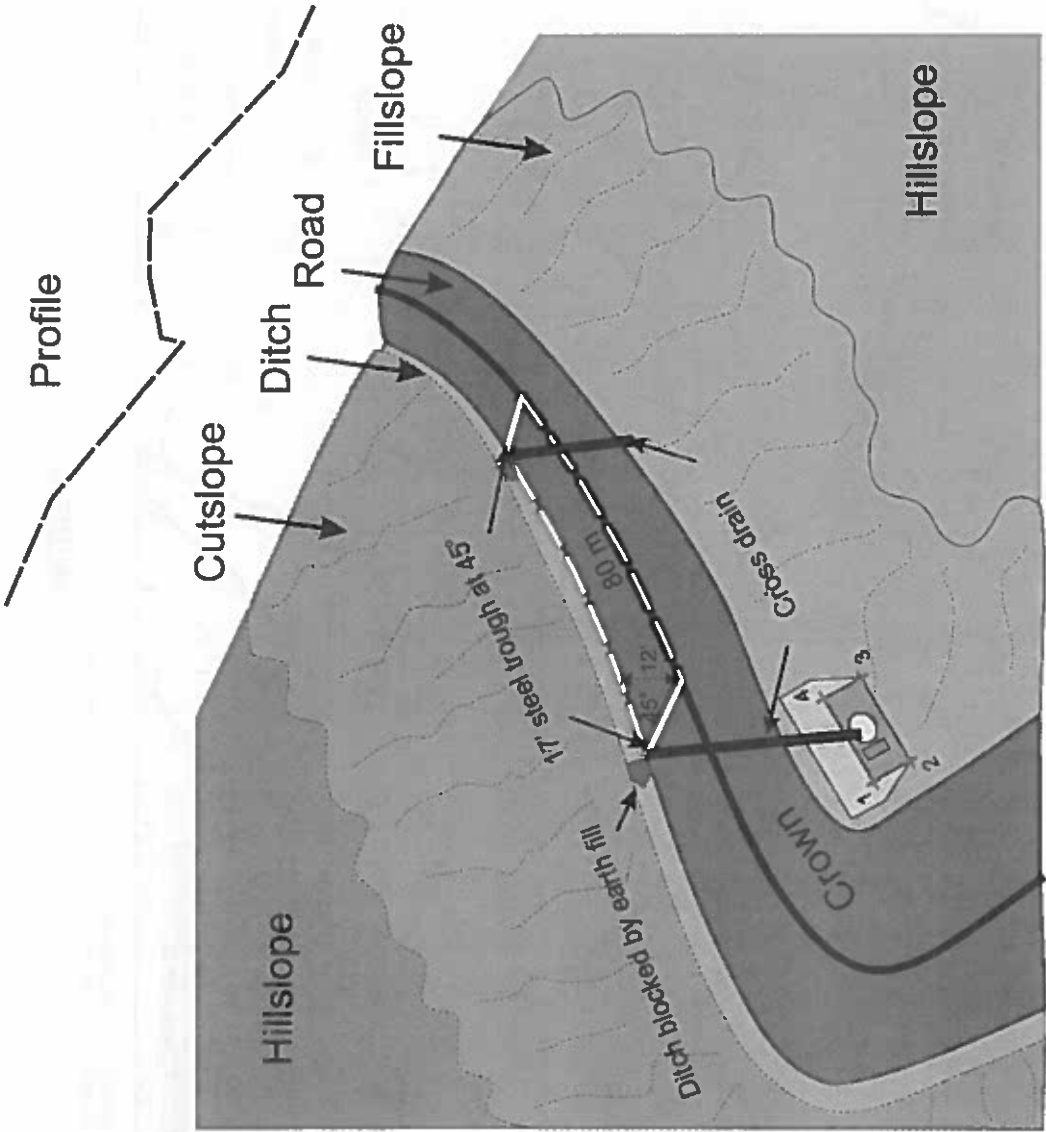 Profile
Cutslope
Ditch
Road
Fillslope
Hillslope
Hillslope
17' steel trough at 45°
80 m
12'
45°
Cross drain
Ditch blocked by earth fill
Crown
1
2
3
4